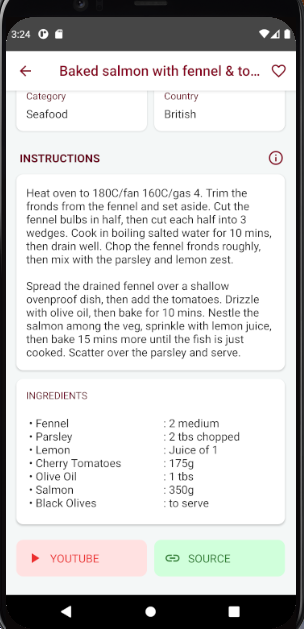 3:24
Baked salmon with fennel & to...
Category
Country
Seafood
British
INSTRUCTIONS
Heat oven to 180C/fan 160C/gas 4. Trim the
fronds from the fennel and set aside. Cut the
fennel bulbs in half, then cut each half into 3
wedges. Cook in boiling salted water for 10 mins,
then drain well. Chop the fennel fronds roughly,
then mix with the parsley and lemon zest.
Spread the drained fennel over a shallow
ovenproof dish, then add the tomatoes. Drizzle
with olive oil, then bake for 10 mins. Nestle the
salmon among the veg, sprinkle with lemon juice,
then bake 15 mins more until the fish is just
cooked. Scatter over the parsley and serve.
INGREDIENTS
• Fennel : 2 medium
• Parsley : 2 tbs chopped
• Lemon : Juice of 1
• Cherry Tomatoes : 175g
• Olive Oil : 1 tbs
• Salmon : 350g
• Black Olives : to serve
YOUTUBE
SOURCE